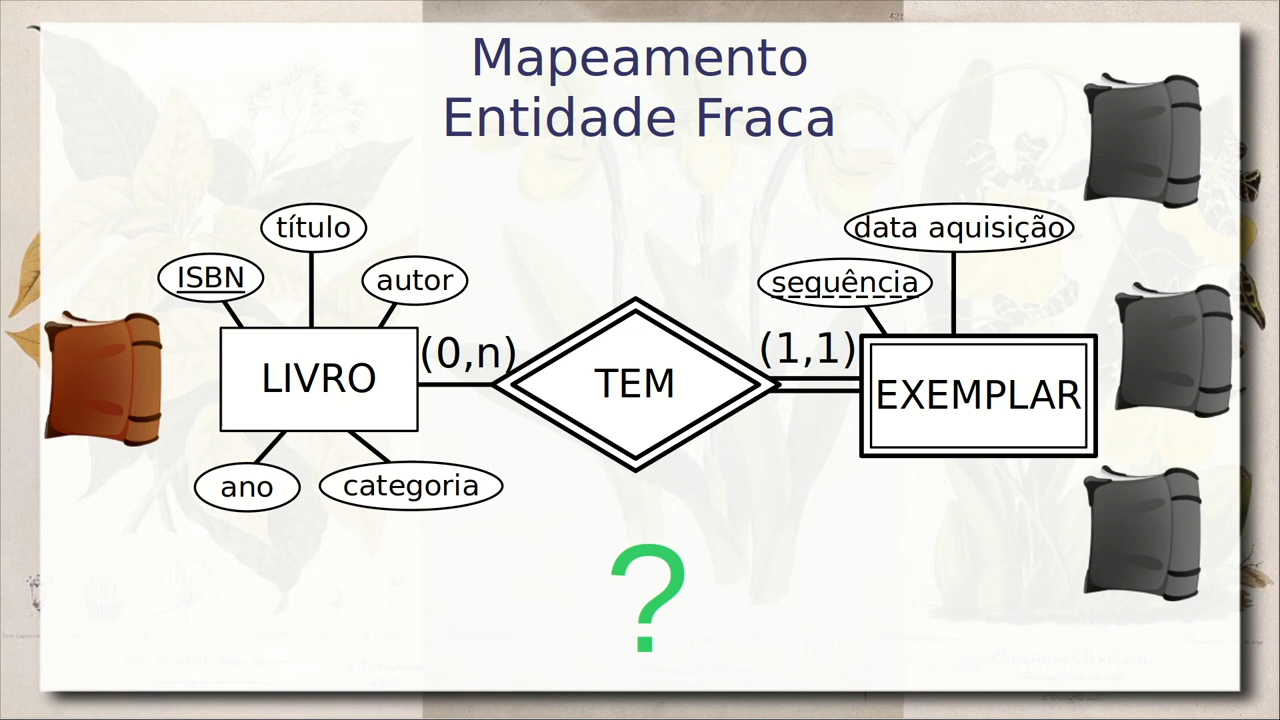 Mapeamento
Entidade Fraca
título
data aquisição
ISBN
autor
sequência
(0,n)
(1,1)
LIVRO
TEM
EXEMPLAR
ano
categoria
?